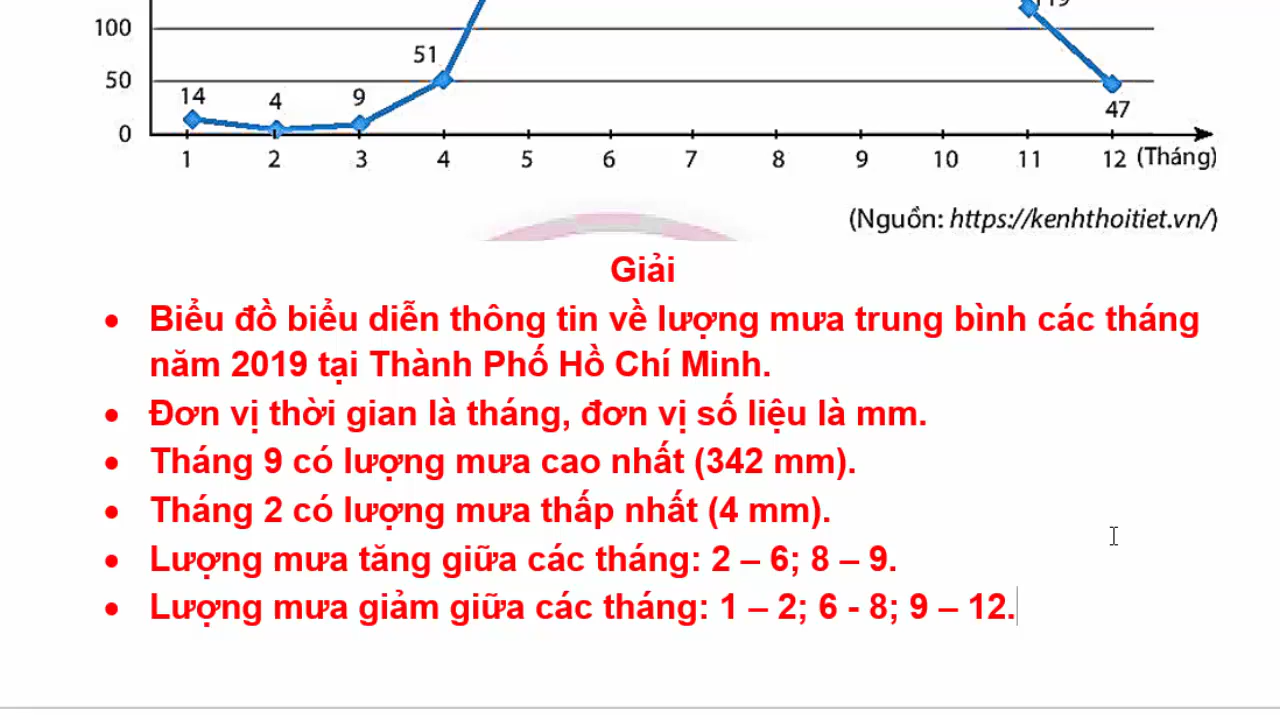 119
100
51
50
14
4
9
47
0
1 2 3 4 5 6 7 8 9 10 11 12 (Tháng)
(Nguồn: https://kenhthoitiet.vn/)
Giải
• Biểu đồ biểu diễn thông tin về lượng mưa trung bình các tháng
năm 2019 tại Thành Phố Hồ Chí Minh.
• Đơn vị thời gian là tháng, đơn vị số liệu là mm.
• Tháng 9 có lượng mưa cao nhất (342 mm).
• Tháng 2 có lượng mưa thấp nhất (4 mm).
• Lượng mưa tăng giữa các tháng: 2 – 6; 8 – 9.
• Lượng mưa giảm giữa các tháng: 1 – 2; 6 - 8; 9 – 12.